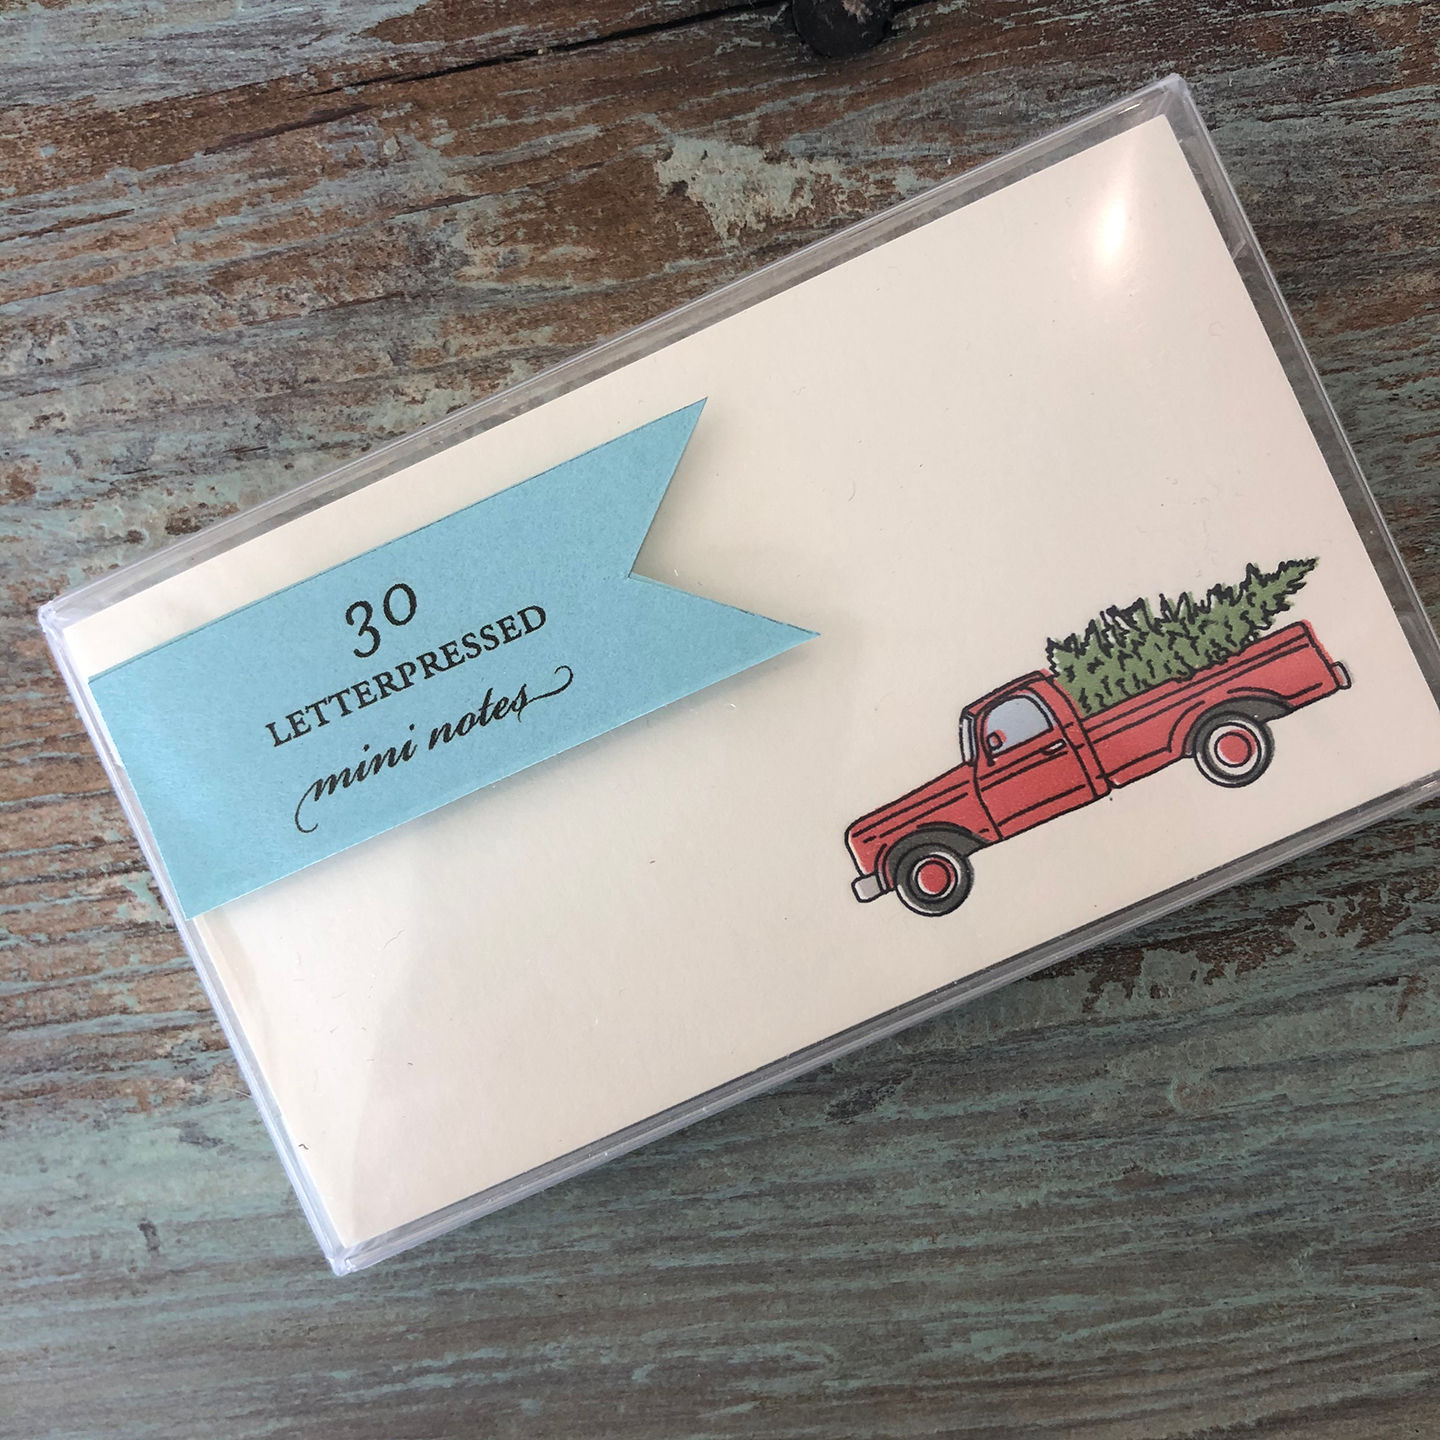 30
LETTERPRESSED
mini notes